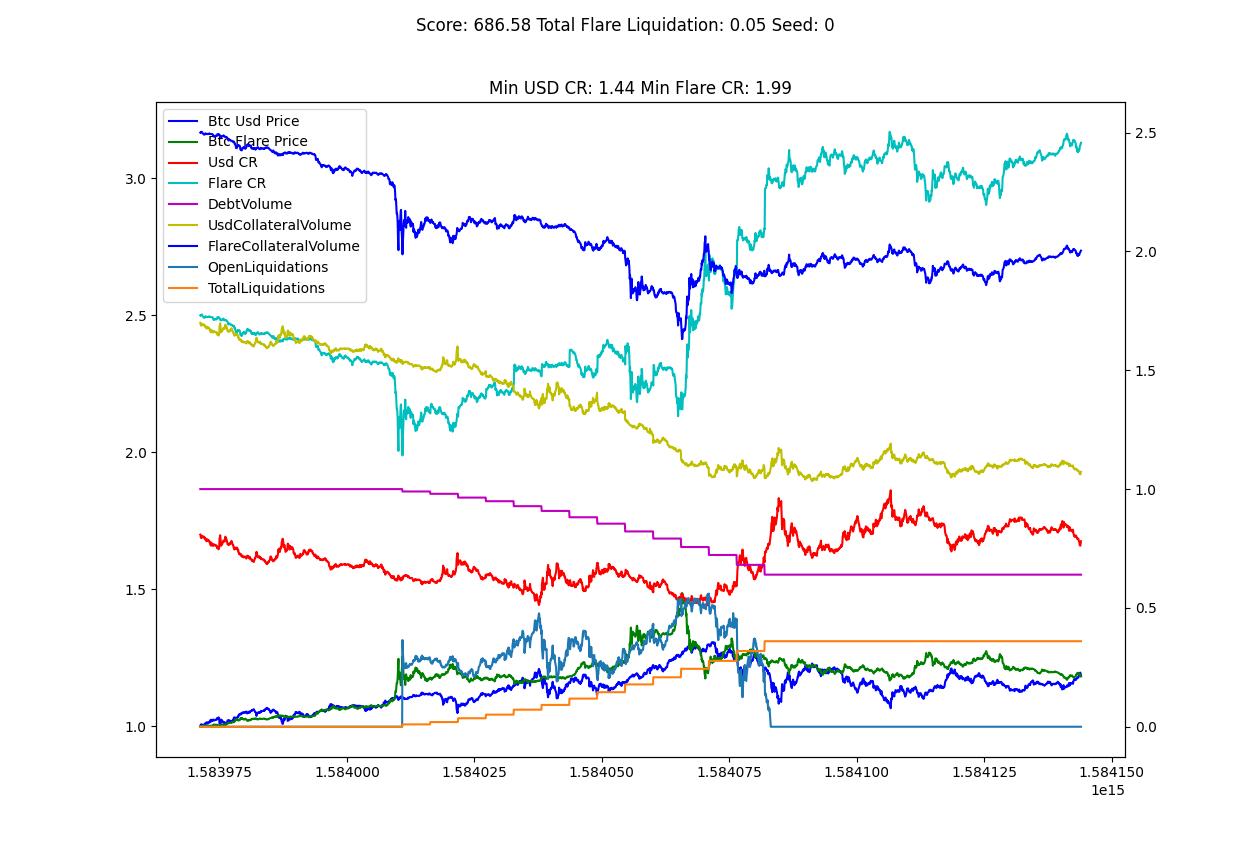 Score: 686.58 Total Flare Liquidation: 0.05 Seed: 0
Min USD CR: 1.44 Min Flare CR: 1.99
Btc Usd Price
Btc Flare Price
Usd CR
Flare CR
DebtVolume
UsdCollateralVolume
FlareCollateralVolume
OpenLiquidations
TotalLiquidations
3.0
2.5
2.0
1.5
1.0
2.5
2.0
1.5
1.0
0.5
0.0
1.583975 1.584000 1.584025 1.584050 1.584075 1.584100 1.584125 1.584150
1e15